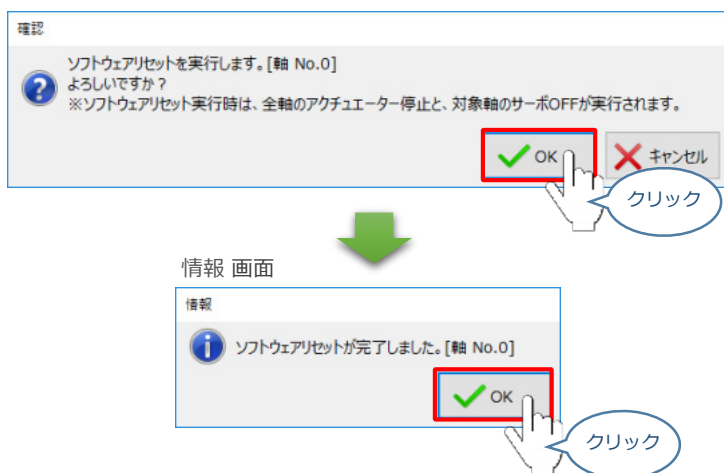 確認
ソフトウェアリセットを実行します。[軸 No.0]
よろしいですか？
※ソフトウェアリセット実行時は、全軸のアクチュエーター停止と、対象軸のサーボOFFが実行されます。
OK
キャンセル
クリック
情報 画面
情報
ソフトウェアリセットが完了しました。[軸 No.0]
OK
クリック